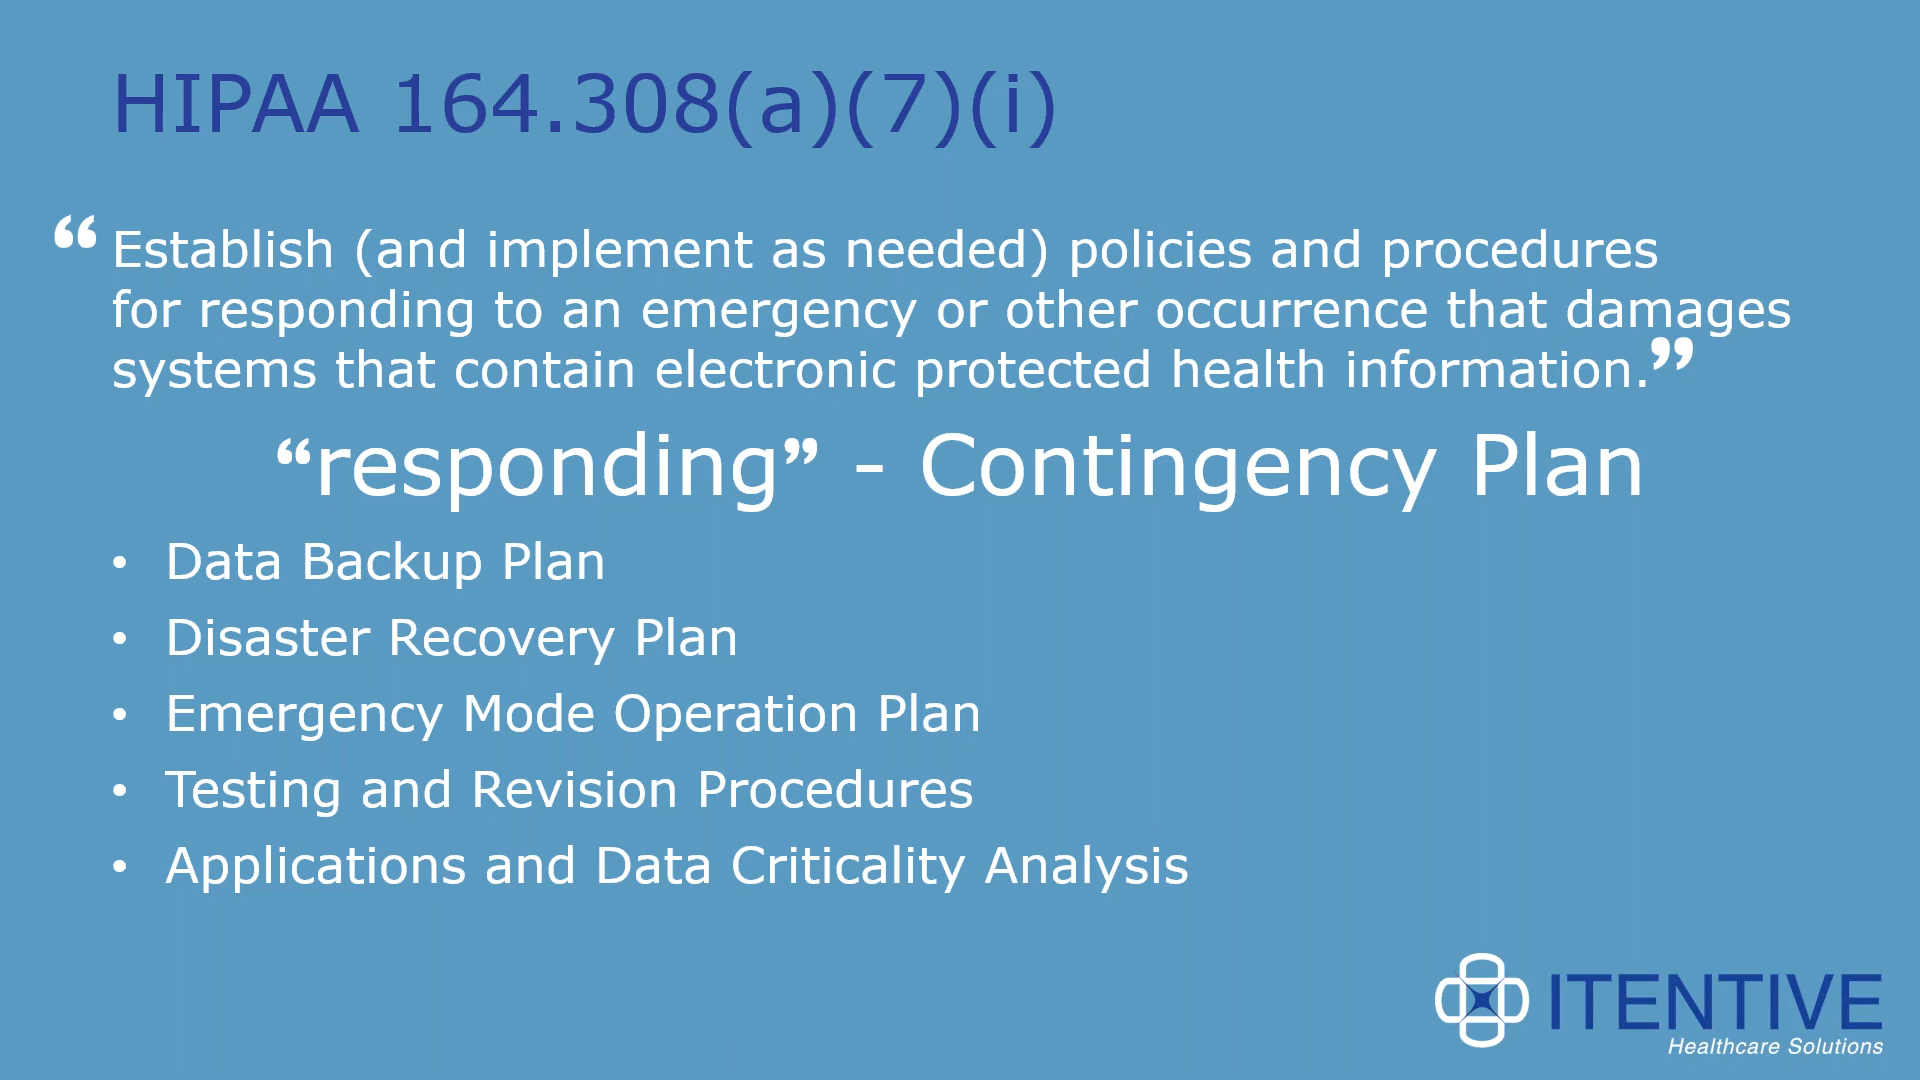 HIPAA 164.308(a)(7)(i)
“Establish (and implement as needed) policies and procedures
for responding to an emergency or other occurrence that damages
systems that contain electronic protected health information.”
“responding” - Contingency Plan
• Data Backup Plan
• Disaster Recovery Plan
• Emergency Mode Operation Plan
• Testing and Revision Procedures
• Applications and Data Criticality Analysis
ITENTIVE
Healthcare Solutions